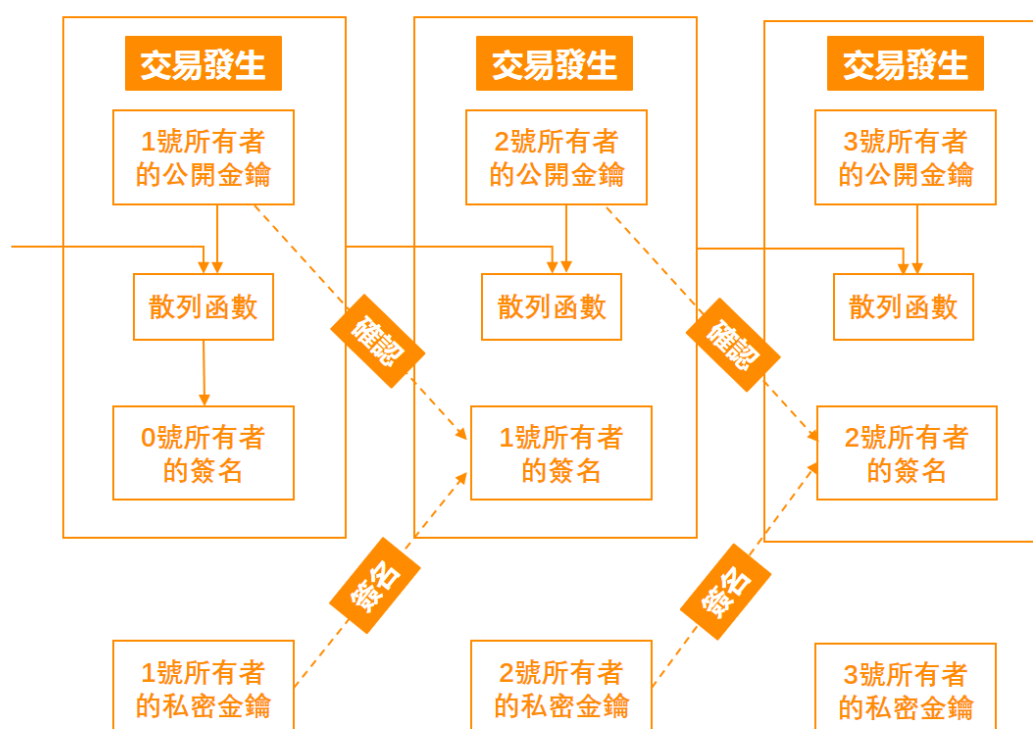 交易發生
交易發生
交易發生
1號所有者
的公開金鑰
2號所有者
的公開金鑰
3號所有者
的公開金鑰
散列函數
散列函數
散列函數
確認
確認
0號所有者
的簽名
1號所有者
的簽名
2號所有者
的簽名
簽名
簽名
1號所有者
的私密金鑰
2號所有者
的私密金鑰
3號所有者
的私密金鑰